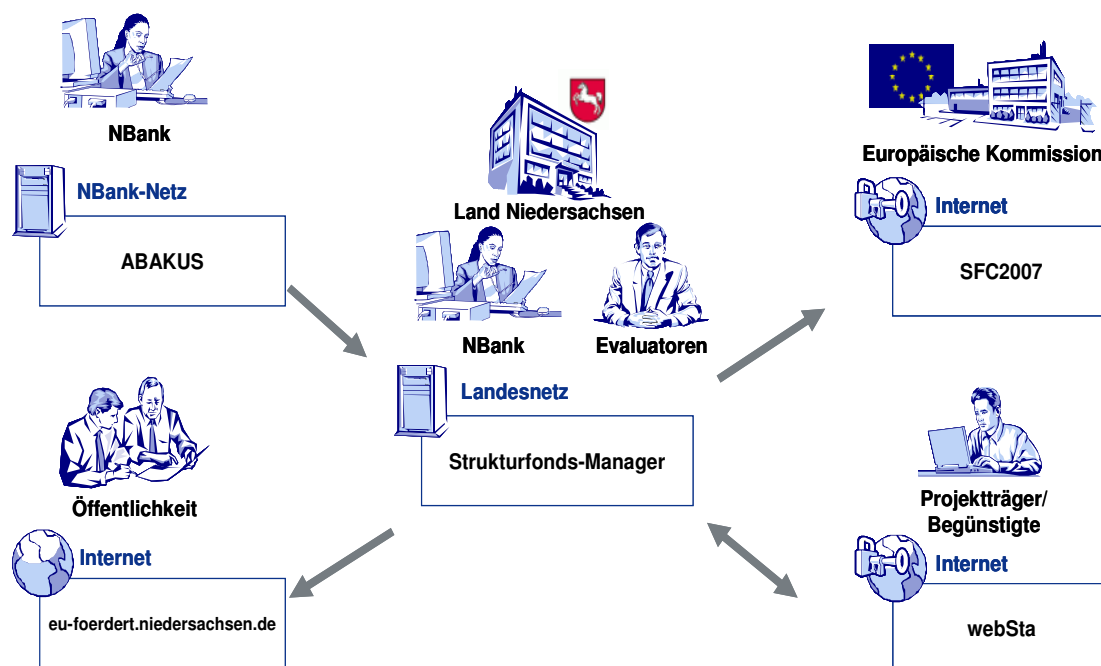 NBank
NBank-Netz
ABAKUS
Land Niedersachsen
NBank
Evaluatoren
Landesnetz
Strukturfonds-Manager
Europäische Kommission
Internet
SFC2007
Öffentlichkeit
Internet
eu-foerdert.niedersachsen.de
Projektträger/
Begünstigte
Internet
webSta